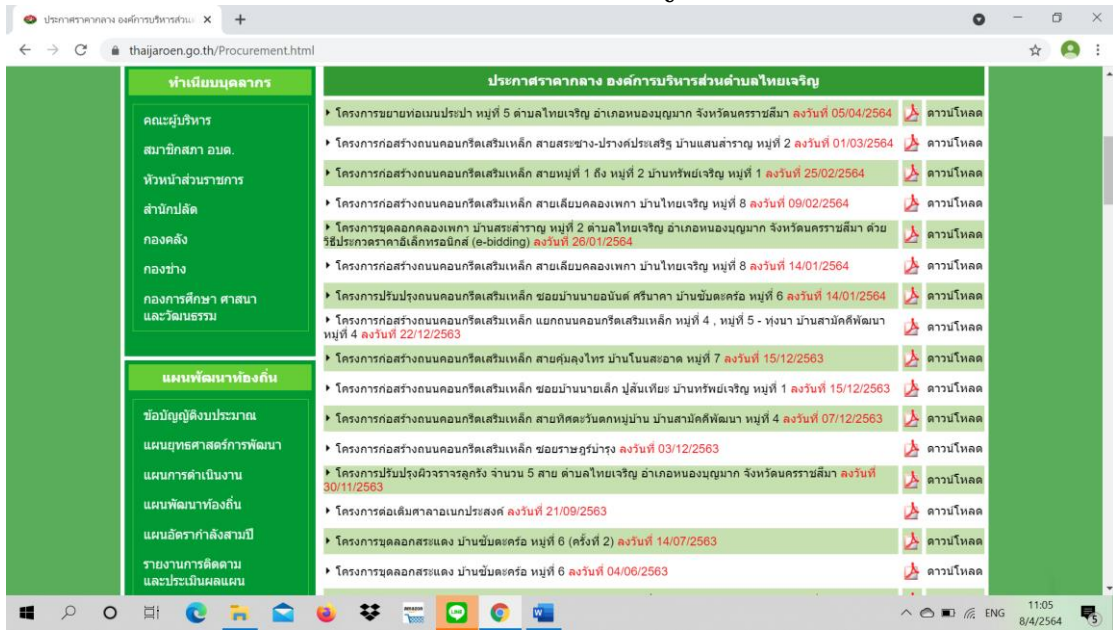 ประกาศราคากลาง องค์การบริหารส่วน
thaijaroen.go.th/Procurement.html
ทำเนียบบุคลากร
คณะผู้บริหาร
สมาชิกสภา อบต.
หัวหน้าส่วนราชการ
สำนักปลัด
กองคลัง
กองช่าง
กองการศึกษา ศาสนา
และวัฒนธรรม
แผนพัฒนาท้องถิ่น
ข้อบัญญัติงบประมาณ
แผนยุทธศาสตร์การพัฒนา
แผนการดำเนินงาน
แผนพัฒนาท้องถิ่น
แผนอัตรากำลังสามปี
รายงานการติดตาม
และประเมินผลแผน
ประกาศราคากลาง องค์การบริหารส่วนตำบลไทยเจริญ
โครงการขยายท่อเมนประปา หมู่ที่ 5 ตำบลไทยเจริญ อำเภอหนองบุญมาก จังหวัดนครราชสีมา ลงวันที่ 05/04/2564 ดาวน์โหลด
โครงการก่อสร้างถนนคอนกรีตเสริมเหล็ก สายสระซาง-ปรางค์ประเสริฐ บ้านแสนสำราญ หมู่ที่ 2 ลงวันที่ 01/03/2564 ดาวน์โหลด
โครงการก่อสร้างถนนคอนกรีตเสริมเหล็ก สายหมู่ที่ 1 ถึง หมู่ที่ 2 บ้านทรัพย์เจริญ หมู่ที่ 1 ลงวันที่ 25/02/2564 ดาวน์โหลด
โครงการก่อสร้างถนนคอนกรีตเสริมเหล็ก สายเลียบคลองเพกา บ้านไทยเจริญ หมู่ที่ 8 ลงวันที่ 09/02/2564 ดาวน์โหลด
โครงการขุดลอกคลองเพกา บ้านสระสำราญ หมู่ที่ 2 ตำบลไทยเจริญ อำเภอหนองบุญมาก จังหวัดนครราชสีมา ด้วย
วิธีประกวดราคาอิเล็กทรอนิกส์ (e-bidding) ลงวันที่ 26/01/2564 ดาวน์โหลด
โครงการก่อสร้างถนนคอนกรีตเสริมเหล็ก สายเลียบคลองเพกา บ้านไทยเจริญ หมู่ที่ 8 ลงวันที่ 14/01/2564 ดาวน์โหลด
โครงการปรับปรุงถนนคอนกรีตเสริมเหล็ก ซอยบ้านนายอนันต์ ศรีนาคา บ้านซับตะคร้อ หมู่ที่ 6 ลงวันที่ 14/01/2564 ดาวน์โหลด
โครงการก่อสร้างถนนคอนกรีตเสริมเหล็ก แยกถนนคอนกรีตเสริมเหล็ก หมู่ที่ 4 , หมู่ที่ 5 - ทุ่งนา บ้านสามัคคีพัฒนา
หมู่ที่ 4 ลงวันที่ 22/12/2563 ดาวน์โหลด
โครงการก่อสร้างถนนคอนกรีตเสริมเหล็ก สายคุ้มลุงไทร บ้านโนนสะอาด หมู่ที่ 7 ลงวันที่ 15/12/2563 ดาวน์โหลด
โครงการก่อสร้างถนนคอนกรีตเสริมเหล็ก ซอยบ้านนายเล็ก ปูสันเทียะ บ้านทรัพย์เจริญ หมู่ที่ 1 ลงวันที่ 15/12/2563 ดาวน์โหลด
โครงการก่อสร้างถนนคอนกรีตเสริมเหล็ก สายทิศตะวันตกหมู่บ้าน บ้านสามัคคีพัฒนา หมู่ที่ 4 ลงวันที่ 07/12/2563 ดาวน์โหลด
โครงการก่อสร้างถนนคอนกรีตเสริมเหล็ก ซอยราษฎร์บำรุง ลงวันที่ 03/12/2563 ดาวน์โหลด
โครงการปรับปรุงผิวจราจรลูกรัง จำนวน 5 สาย ตำบลไทยเจริญ อำเภอหนองบุญมาก จังหวัดนครราชสีมา ลงวันที่
30/11/2563 ดาวน์โหลด
โครงการต่อเติมศาลาอเนกประสงค์ ลงวันที่ 21/09/2563 ดาวน์โหลด
โครงการขุดลอกสระแดง บ้านซับตะคร้อ หมู่ที่ 6 (ครั้งที่ 2) ลงวันที่ 14/07/2563 ดาวน์โหลด
โครงการขุดลอกสระแดง บ้านซับตะคร้อ หมู่ที่ 6 ลงวันที่ 04/06/2563 ดาวน์โหลด
ENG
11:05
8/4/2564